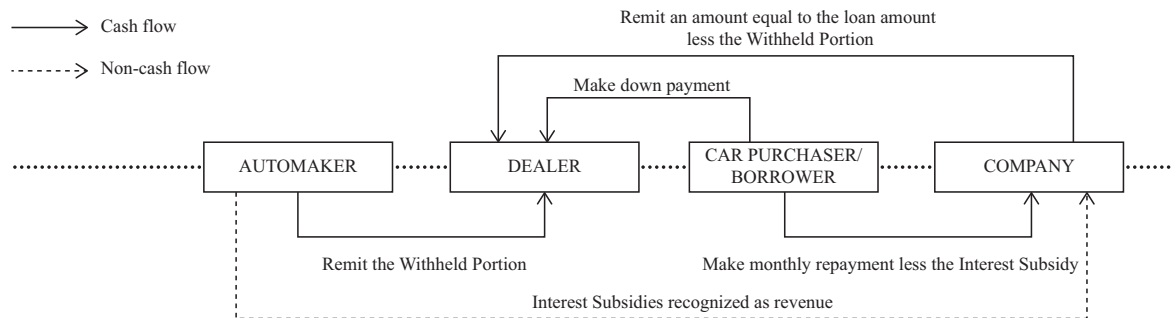 Remit an amount equal to the loan amount
less the Withheld Portion
Cash flow
Non-cash flow
Make down payment
AUTOMAKER
DEALER
CAR PURCHASER/
BORROWER
COMPANY
Remit the Withheld Portion
Make monthly repayment less the Interest Subsidy
Interest Subsidies recognized as revenue